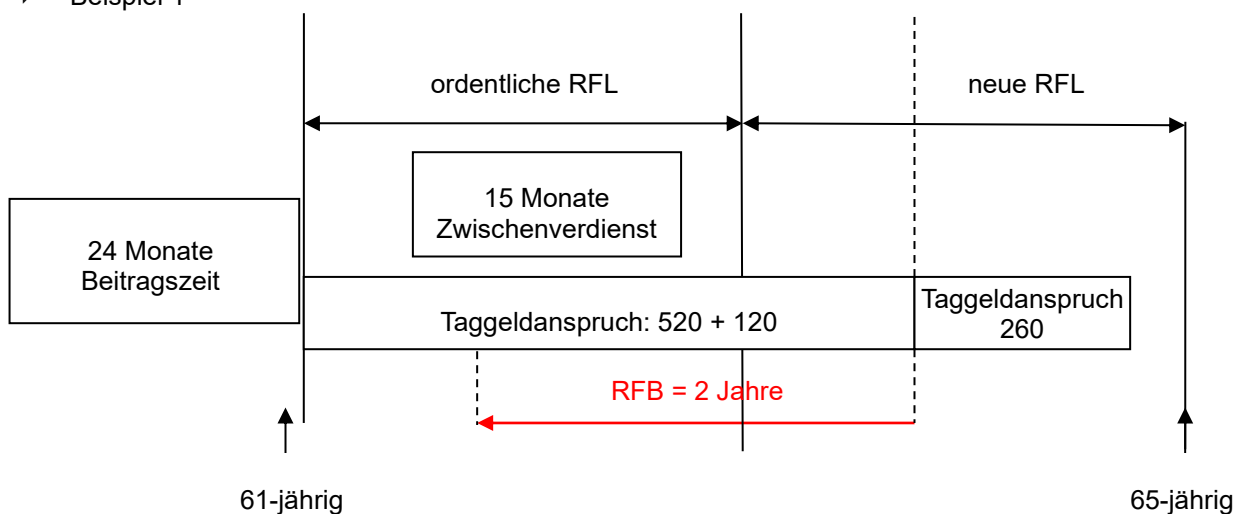 Beispiel 1
ordentliche RFL
neue RFL
15 Monate
Zwischenverdienst
24 Monate
Beitragszeit
Taggeldanspruch: 520 + 120
Taggeldanspruch
260
RFB = 2 Jahre
61-jährig
65-jährig